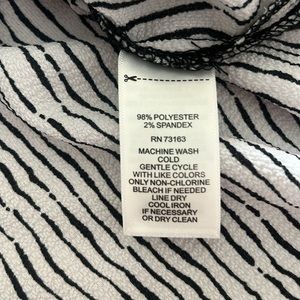 98% POLYESTER
2% SPANDEX
RN 73163
MACHINE WASH
COLD
GENTLE CYCLE
WITH LIKE COLORS
ONLY NON-CHLORINE
BLEACH IF NEEDED
LINE DRY
COOL IRON
IF NECESSARY
OR DRY CLEAN